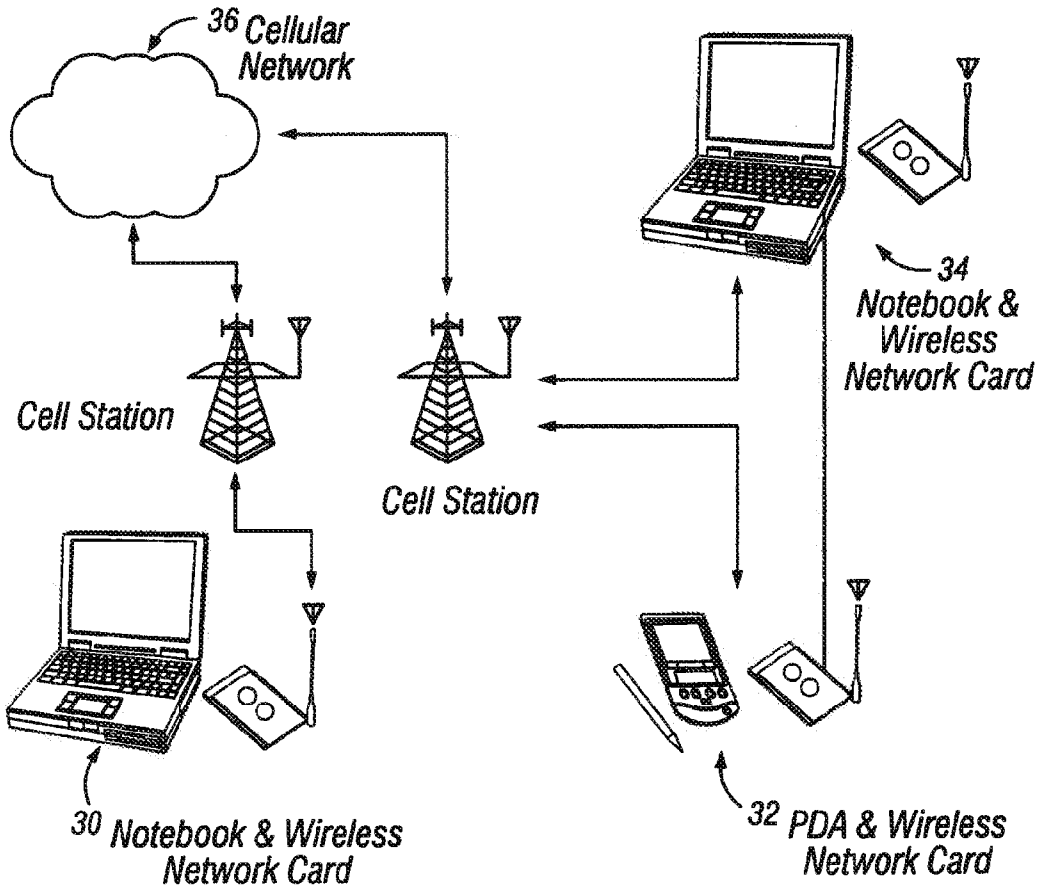 36 Cellular
Network
34
Notebook &
Wireless
Network Card
Cell Station
Cell Station
30 Notebook & Wireless
Network Card
32 PDA & Wireless
Network Card